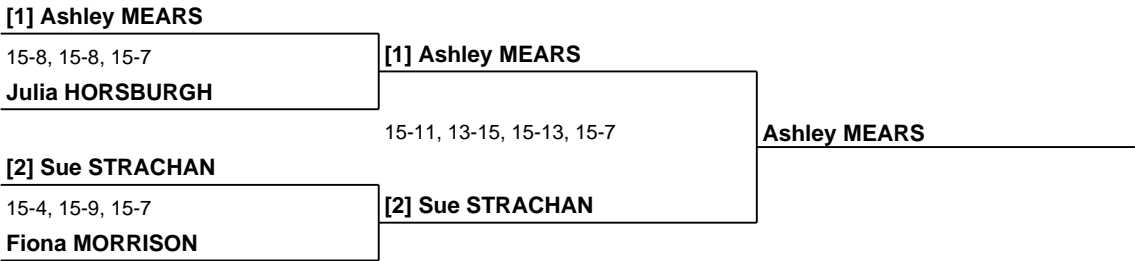 [1] Ashley MEARS
15-8, 15-8, 15-7
[1] Ashley MEARS
Julia HORSBURGH
15-11, 13-15, 15-13, 15-7
Ashley MEARS
[2] Sue STRACHAN
15-4, 15-9, 15-7
[2] Sue STRACHAN
Fiona MORRISON